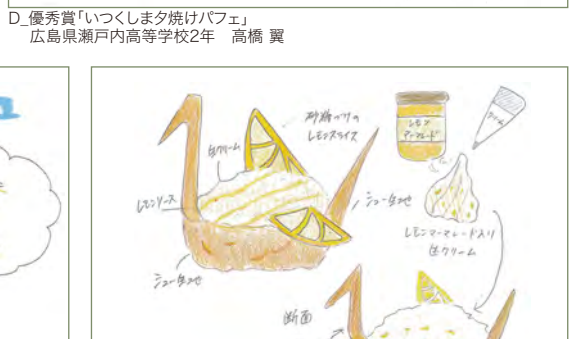 D_優秀賞「いつくしま夕焼けパフェ」
広島県瀬戸内高等学校2年　高橋 翼
砂糖づけの
レモンスライス
生クリーム
レモンソース
シュー生地
シュー生地
レモン
マーマレード
クリーム
レモンマーマレード入り
生クリーム
断面